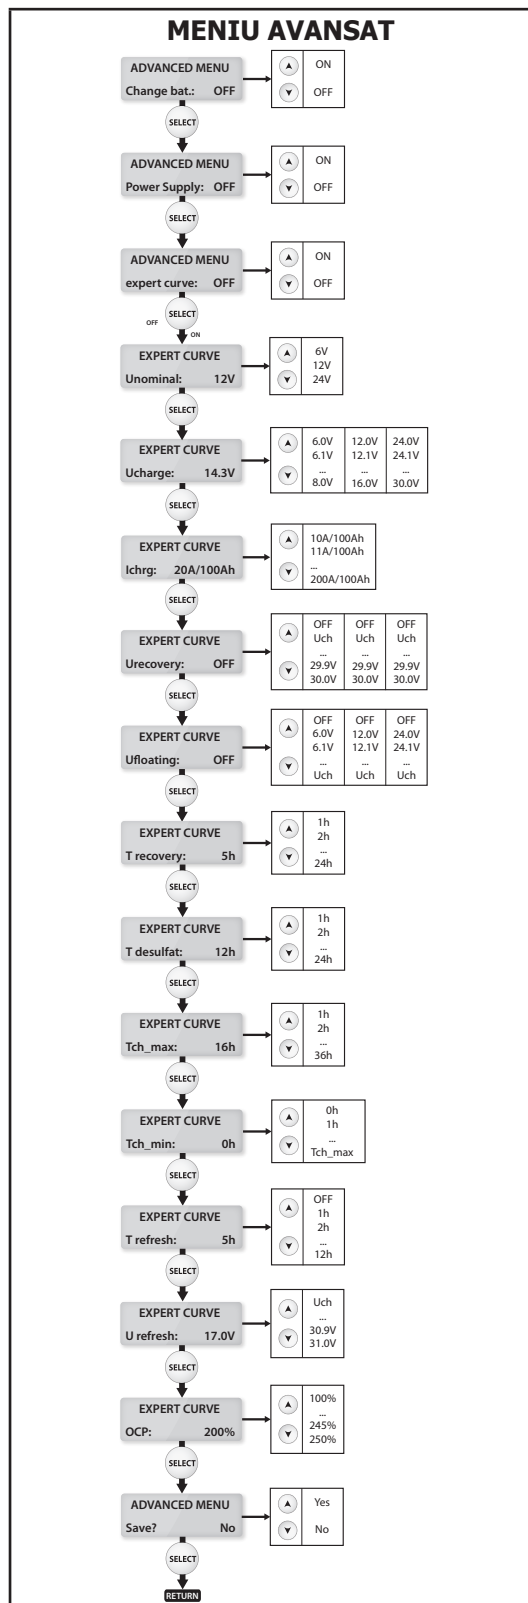 MENIU AVANSAT
ADVANCED MENU
Change bat.: OFF
ON
OFF
SELECT
ADVANCED MENU
Power Supply: OFF
ON
OFF
SELECT
ADVANCED MENU
expert curve: OFF
ON
OFF
SELECT
OFF
ON
EXPERT CURVE
Unominal: 12V
6V
12V
24V
SELECT
EXPERT CURVE
Ucharge: 14.3V
6.0V 12.0V 24.0V
6.1V 12.1V 24.1V
... ... ...
8.0V 16.0V 30.0V
SELECT
EXPERT CURVE
Ichrg: 20A/100Ah
10A/100Ah
11A/100Ah
...
200A/100Ah
SELECT
EXPERT CURVE
Urecovery: OFF
OFF OFF OFF
Uch Uch Uch
... ... ...
29.9V 29.9V 29.9V
30.0V 30.0V 30.0V
SELECT
EXPERT CURVE
Ufloating: OFF
OFF OFF OFF
6.0V 12.0V 24.0V
6.1V 12.1V 24.1V
... ... ...
Uch Uch Uch
SELECT
EXPERT CURVE
T recovery: 5h
1h
2h
...
24h
SELECT
EXPERT CURVE
T desulfat: 12h
1h
2h
...
24h
SELECT
EXPERT CURVE
Tch_max: 16h
1h
2h
...
36h
SELECT
EXPERT CURVE
Tch_min: 0h
0h
1h
...
Tch_max
SELECT
EXPERT CURVE
T refresh: 5h
OFF
1h
2h
...
12h
SELECT
EXPERT CURVE
U refresh: 17.0V
Uch
...
30.9V
31.0V
SELECT
EXPERT CURVE
OCP: 200%
100%
...
245%
250%
SELECT
ADVANCED MENU
Save? No
Yes
No
SELECT
RETURN